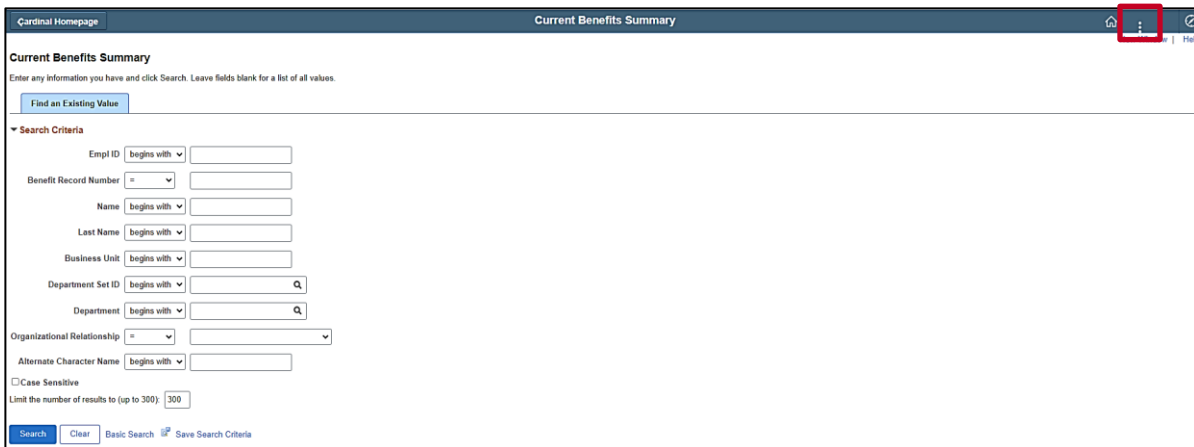 Cardinal Homepage
Current Benefits Summary
w | Hel
Current Benefits Summary
Enter any information you have and click Search. Leave fields blank for a list of all values.
Find an Existing Value
Search Criteria
Empl ID begins with
Benefit Record Number =
Name begins with
Last Name begins with
Business Unit begins with
Department Set ID begins with
Department begins with
Organizational Relationship =
Alternate Character Name begins with
Case Sensitive
Limit the number of results to (up to 300): 300
Search Clear Basic Search Save Search Criteria